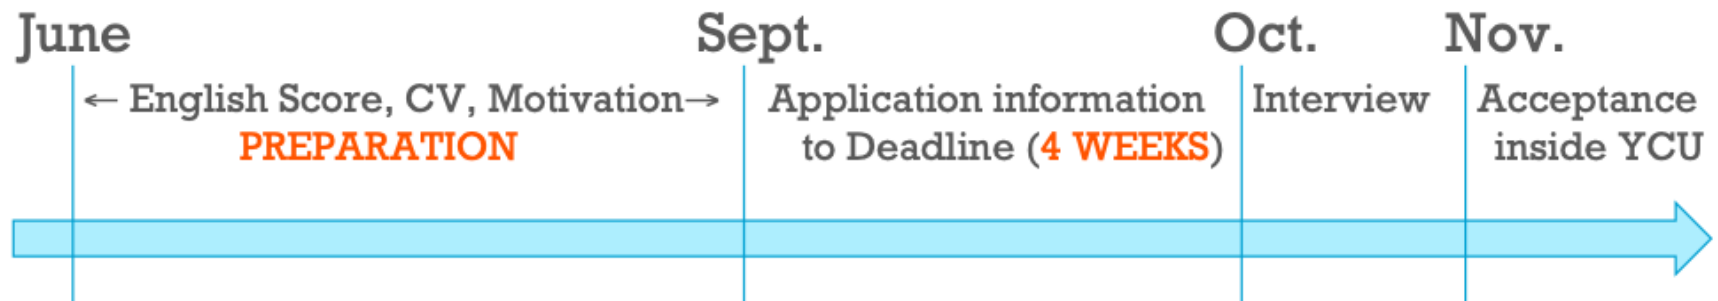 June Sept. Oct. Nov.
← English Score, CV, Motivation→
PREPARATION
Application information
to Deadline (4 WEEKS)
Interview
Acceptance
inside YCU